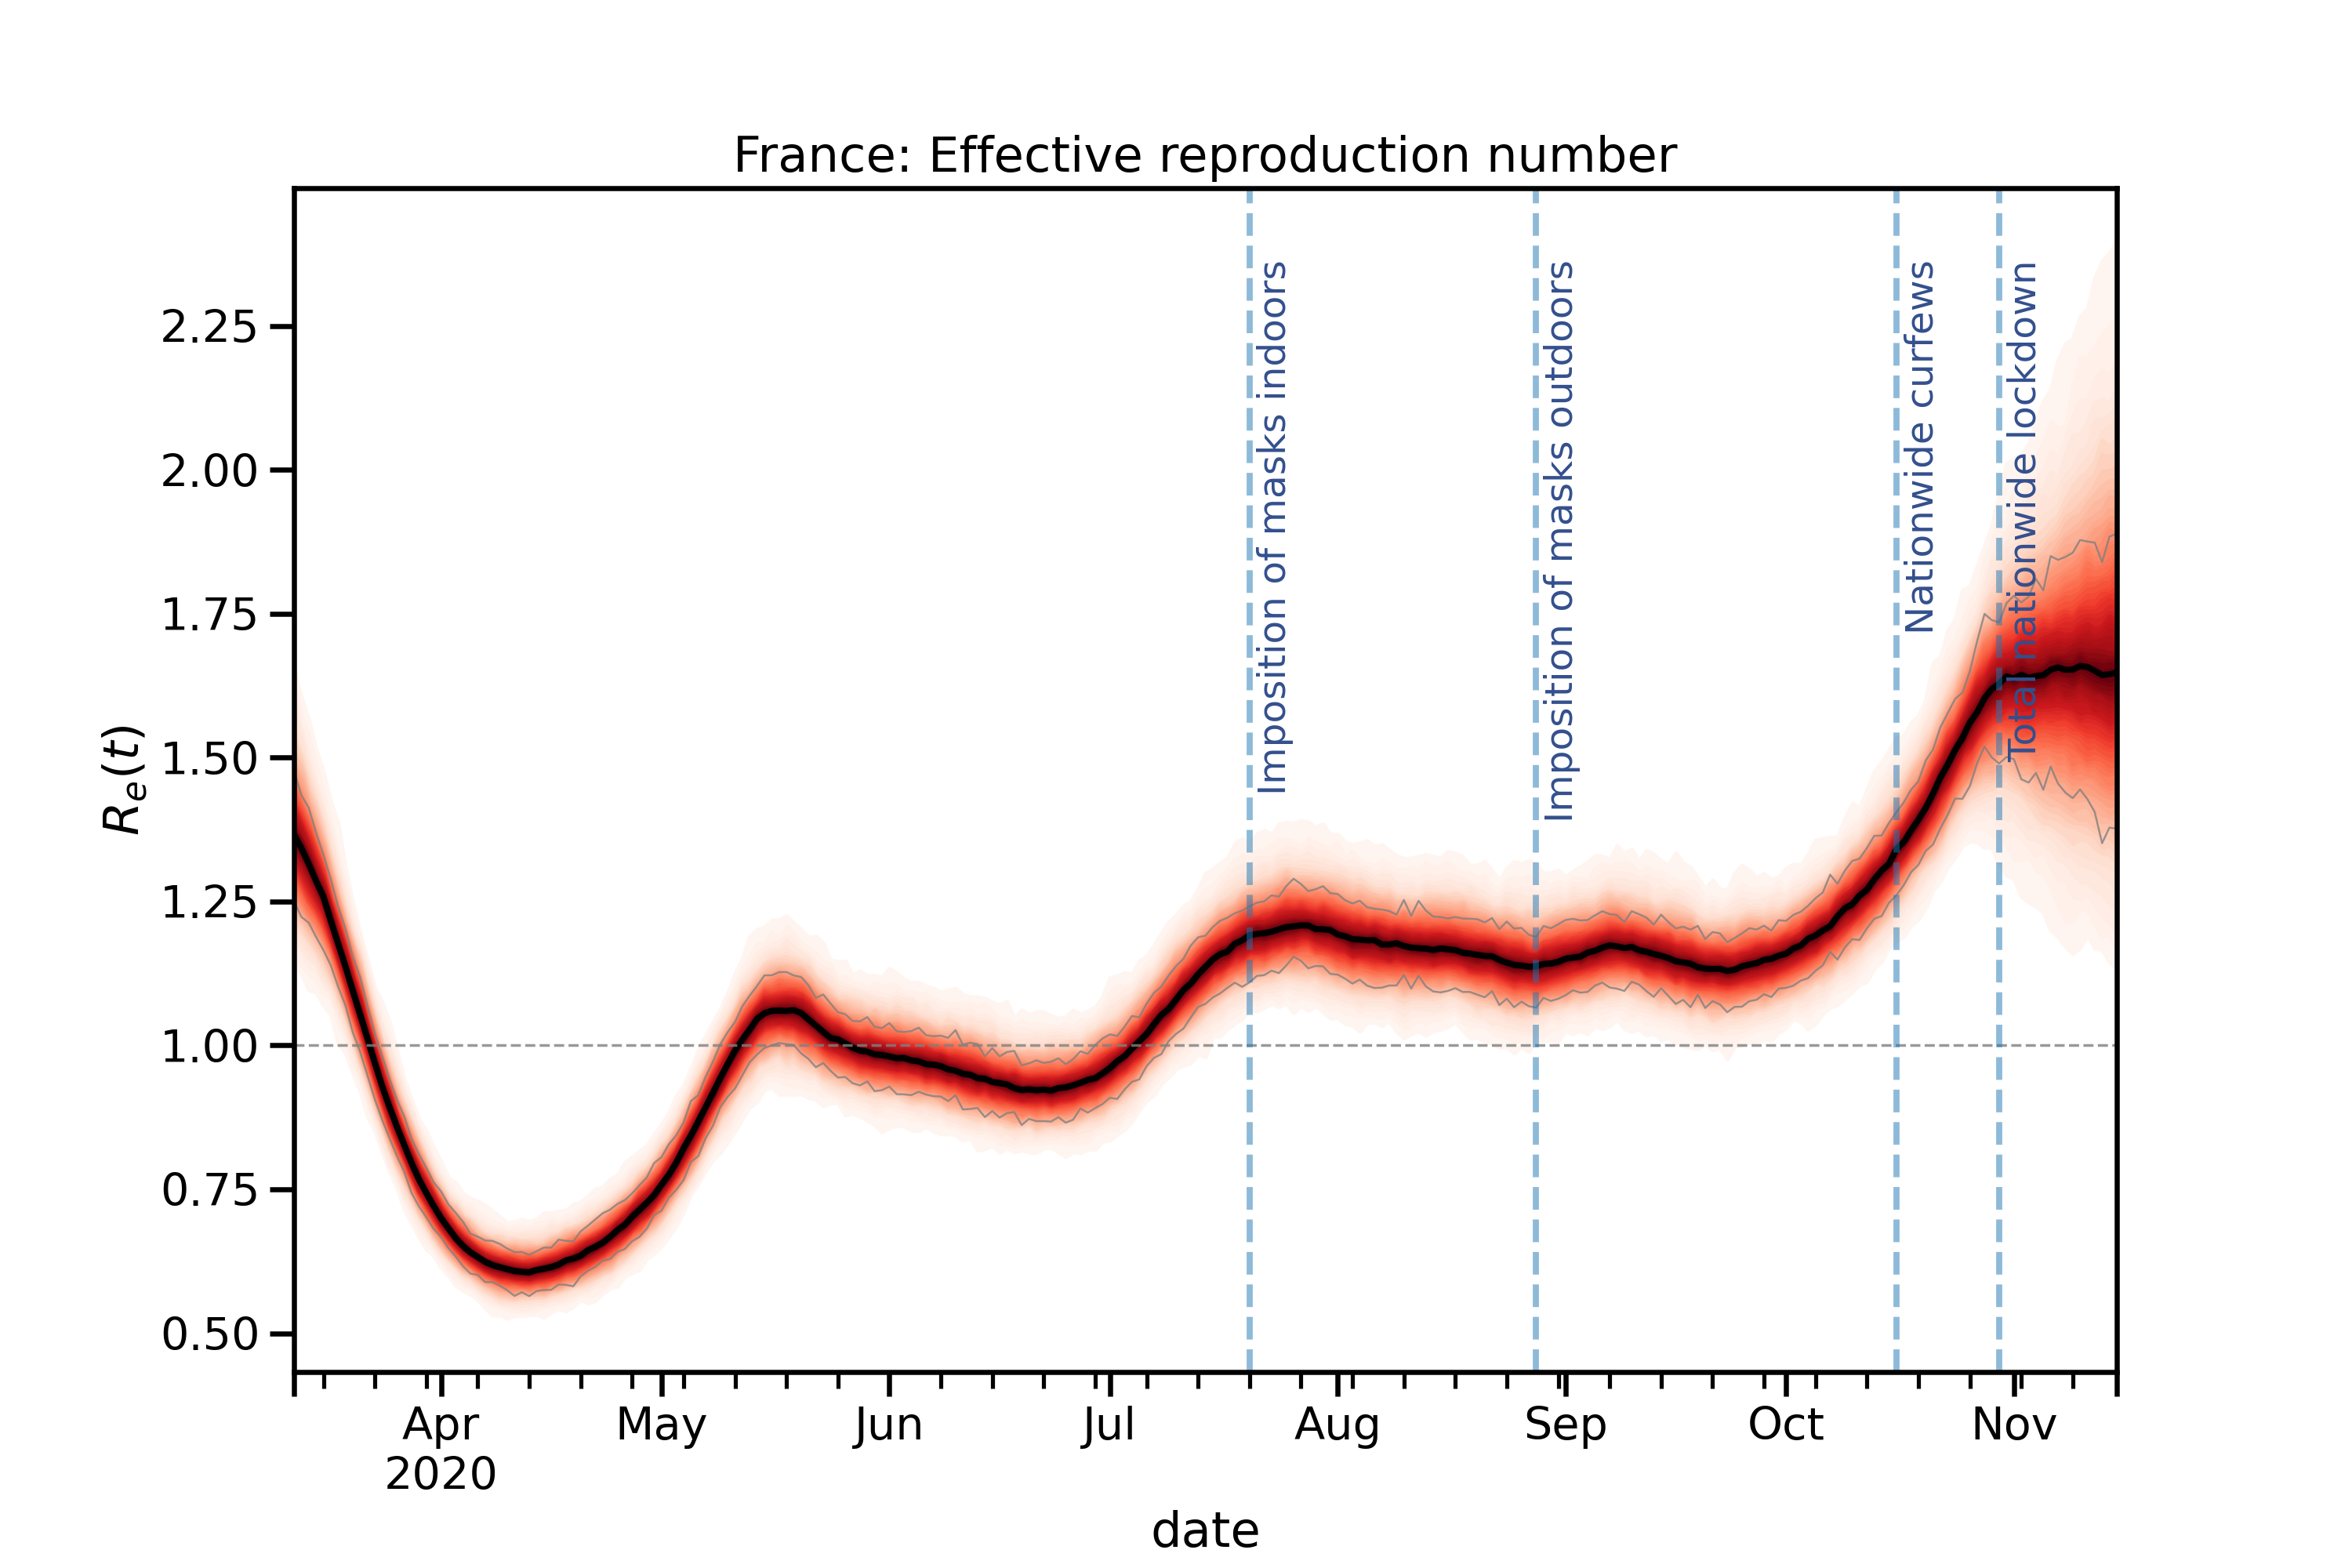 France: Effective reproduction number
2.25
2.00
1.75
1.50
1.25
1.00
0.75
0.50
Re(t)
Imposition of masks indoors
Imposition of masks outdoors
Nationwide curfews
Total nationwide lockdown
Apr May Jun Jul Aug Sep Oct Nov
2020
date